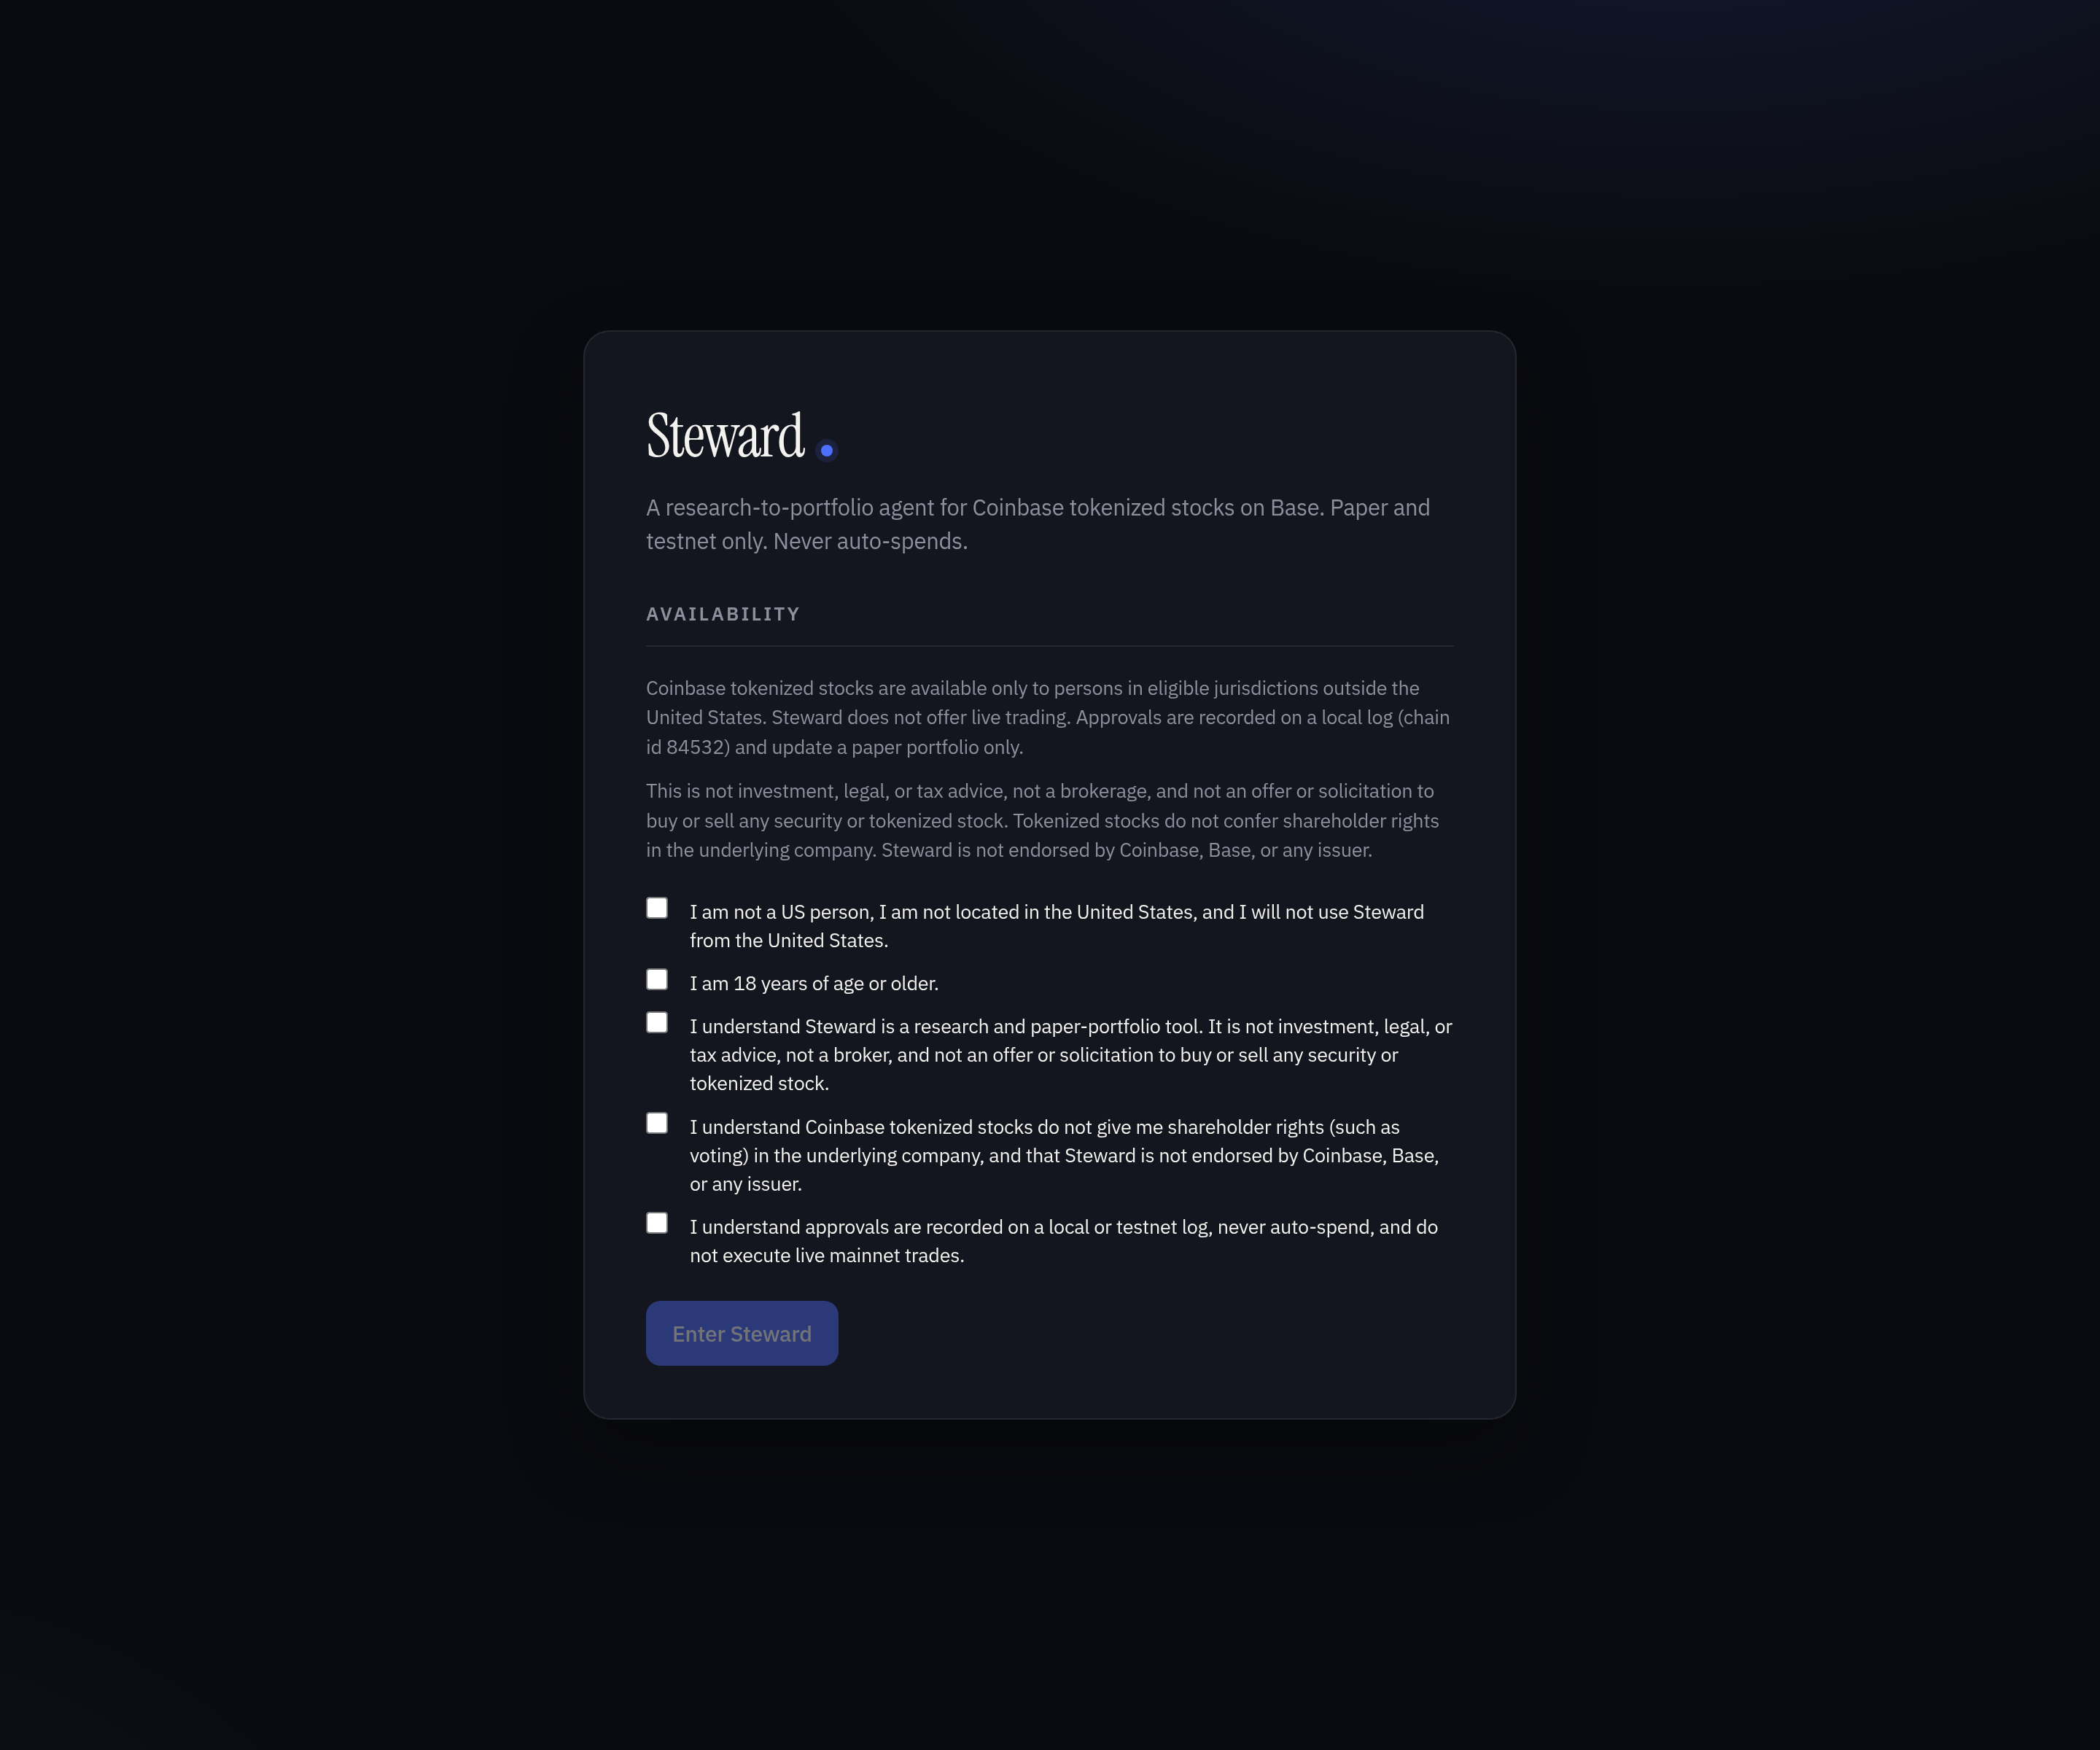 Steward
A research-to-portfolio agent for Coinbase tokenized stocks on Base. Paper and
testnet only. Never auto-spends.
AVAILABILITY
Coinbase tokenized stocks are available only to persons in eligible jurisdictions outside the
United States. Steward does not offer live trading. Approvals are recorded on a local log (chain
id 84532) and update a paper portfolio only.
This is not investment, legal, or tax advice, not a brokerage, and not an offer or solicitation to
buy or sell any security or tokenized stock. Tokenized stocks do not confer shareholder rights
in the underlying company. Steward is not endorsed by Coinbase, Base, or any issuer.
I am not a US person, I am not located in the United States, and I will not use Steward
from the United States.
I am 18 years of age or older.
I understand Steward is a research and paper-portfolio tool. It is not investment, legal, or
tax advice, not a broker, and not an offer or solicitation to buy or sell any security or
tokenized stock.
I understand Coinbase tokenized stocks do not give me shareholder rights (such as
voting) in the underlying company, and that Steward is not endorsed by Coinbase, Base,
or any issuer.
I understand approvals are recorded on a local or testnet log, never auto-spend, and do
not execute live mainnet trades.
Enter Steward